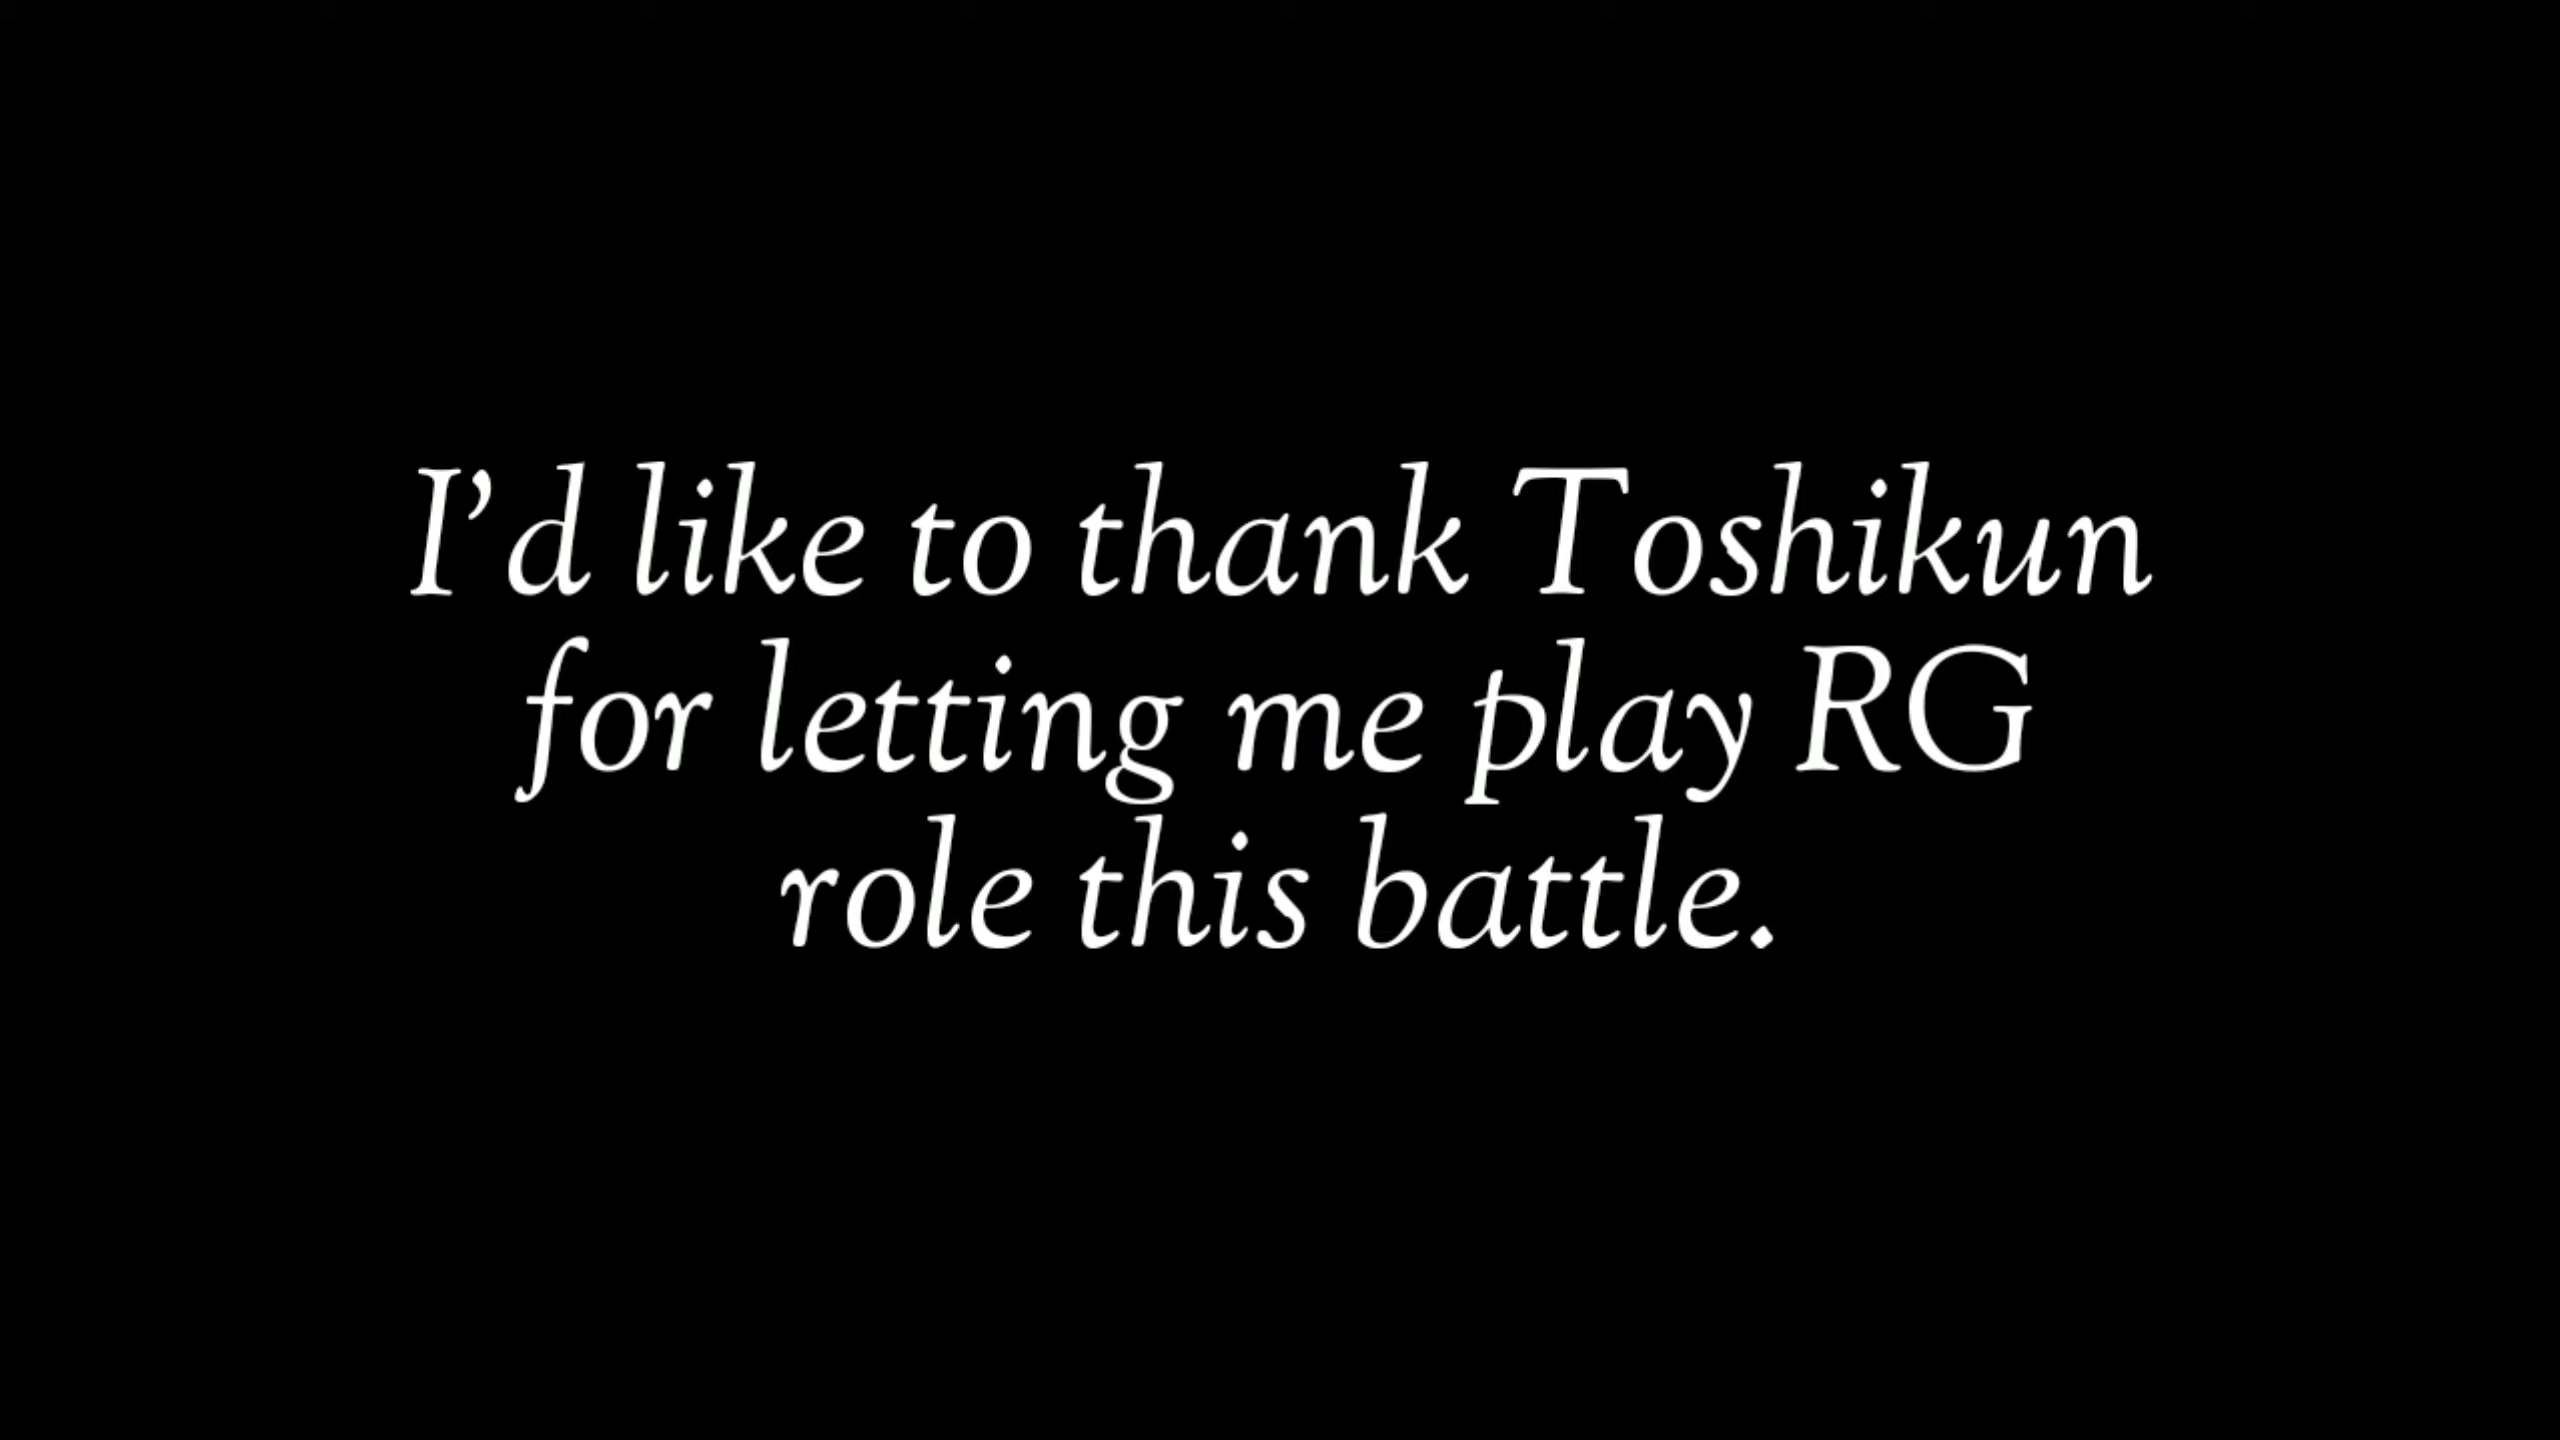 I’d like to thank Toshikun
for letting me play RG
role this battle.